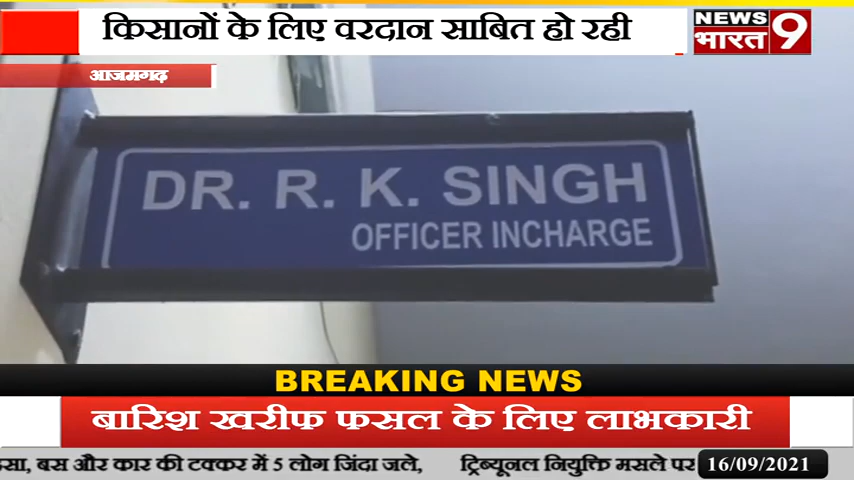 किसानों के लिए वरदान साबित हो रही
NEWS
भारत 9
आजमगढ़
DR. R. K. SINGH
OFFICER INCHARGE
BREAKING NEWS
बारिश खरीफ फसल के लिए लाभकारी
बस और कार की टक्कर में 5 लोग जिंदा जले, ट्रिब्यूनल नियुक्ति मसले पर
16/09/2021